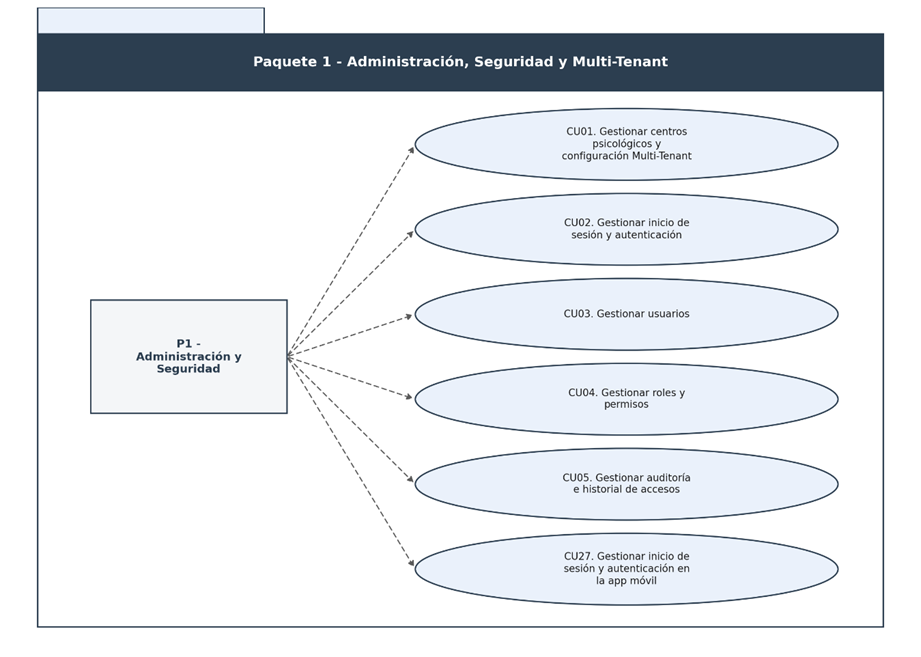 Paquete 1 - Administración, Seguridad y Multi-Tenant
CU01. Gestionar centros
psicológicos y
configuración Multi-Tenant
CU02. Gestionar inicio de
sesión y autenticación
CU03. Gestionar usuarios
P1 -
Administración y
Seguridad
CU04. Gestionar roles y
permisos
CU05. Gestionar auditoría
e historial de accesos
CU27. Gestionar inicio de
sesión y autenticación en
la app móvil